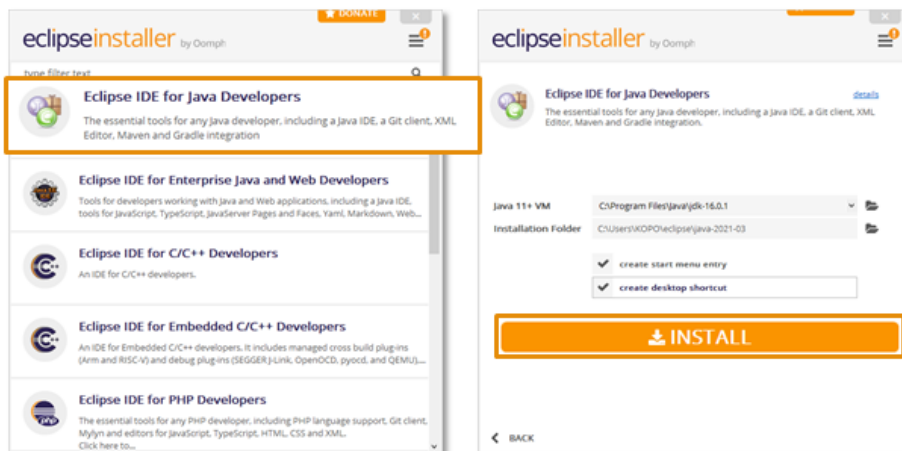 DONATE
eclipseinstaller by Oomph
type filter text
Eclipse IDE for Java Developers
The essential tools for any Java developer, including a Java IDE, a Git client, XML
Editor, Maven and Gradle integration
Eclipse IDE for Enterprise Java and Web Developers
Tools for developers working with Java and Web applications, including a Java IDE,
tools for JavaScript, TypeScript, JavaServer Pages and Faces, Yaml, Markdown, Web...
Eclipse IDE for C/C++ Developers
An IDE for C/C++ developers.
Eclipse IDE for Embedded C/C++ Developers
An IDE for Embedded C/C++ developers. It includes managed cross build plug-ins
(Arm and RISC-V) and debug plug-ins (SEGGER J-Link, OpenOCD, pyocd, and QEMU),...
Eclipse IDE for PHP Developers
The essential tools for any PHP developer, including PHP language support, Git client,
Mylyn and editors for JavaScript, TypeScript, HTML, CSS and XML.
Click here to...
eclipseinstaller by Oomph
Eclipse IDE for Java Developers details
The essential tools for any Java developer, including a Java IDE, a Git client, XML
Editor, Maven and Gradle integration.
Java 11+ VM C:\Program Files\Java\jdk-16.0.1
Installation Folder C:\Users\KOPO\eclipse\java-2021-03
create start menu entry
create desktop shortcut
INSTALL
BACK